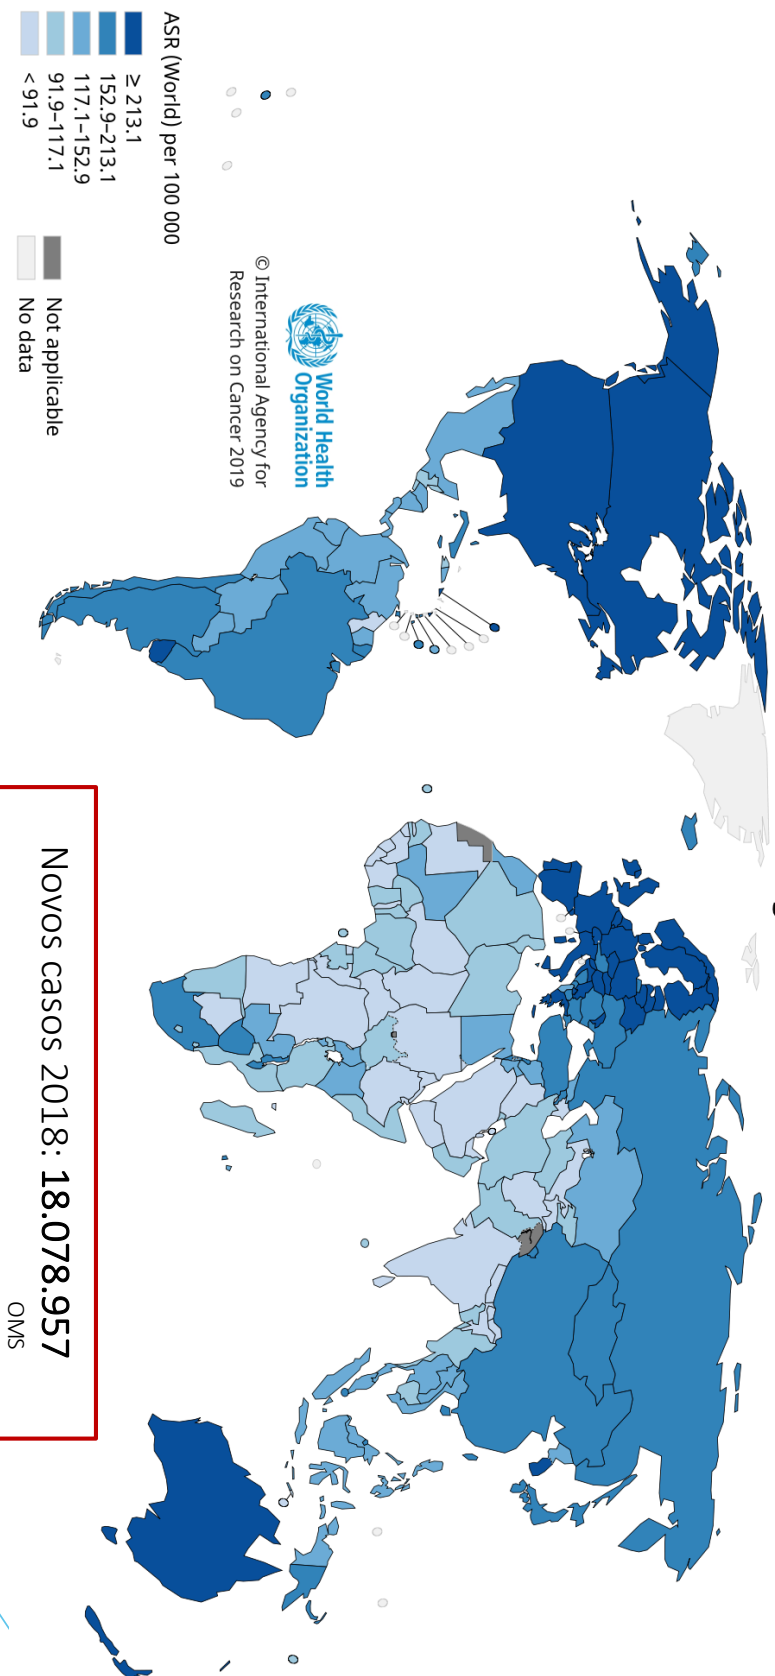 ASR (World) per 100 000
≥ 213.1
152.9–213.1
117.1–152.9
91.9–117.1
< 91.9
Not applicable
No data
World Health
Organization
© International Agency for
Research on Cancer 2019
Novos casos 2018: 18.078.957
OMS